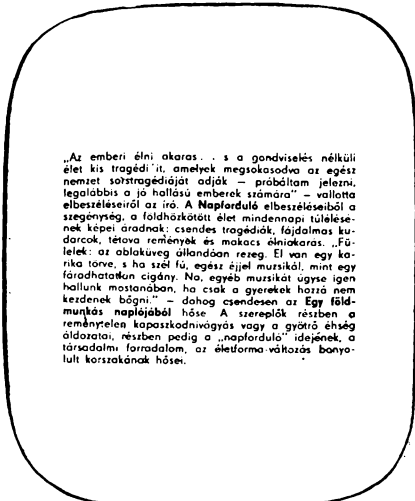 „Az emberi élni akarás . . s a gondviselés nélküli
élet kis tragédiáit, amelyek megsokasodva az egész
nemzet sorstragédiáját adják – próbáltam jelezni,
legalábbis a jó hallású emberek számára” – vallotta
elbeszéléseiről az író. A Napforduló elbeszéléseiből a
szegénység, a földhözkötött élet mindennapi túlélésé-
nek képei áradnak: csendes tragédiák, fájdalmas ku-
darcok, tétova remények és makacs élniakarás. „Fü-
lelek: az ablaküveg állandóan rezeg. El van egy ka-
rika törve, s ha szél fú, egész éjjel muzsikál, mint egy
fáradhatatlan cigány. Na, egyéb muzsikát úgyse igen
hallunk mostanában, ha csak a gyerekek hozzá nem
kezdenek bőgni.” – dohog csendesen az Egy föld-
munkás naplójából hőse A szereplők részben a
reménytelen kapaszkodnivágyás vagy a gyötrő éhség
áldozatai, részben pedig a „napforduló” idejének, a
társadalmi forradalom, az életforma-változás bonyo-
lult korszakának hősei.